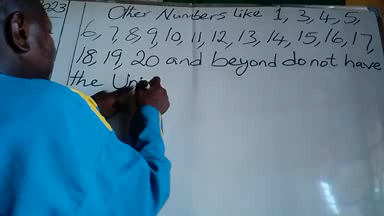 223
Other Numbers like 1, 3, 4, 5,
6, 7, 8, 9, 10, 11, 12, 13, 14, 15, 16, 17,
18, 19, 20 and beyond do not have
the Uni